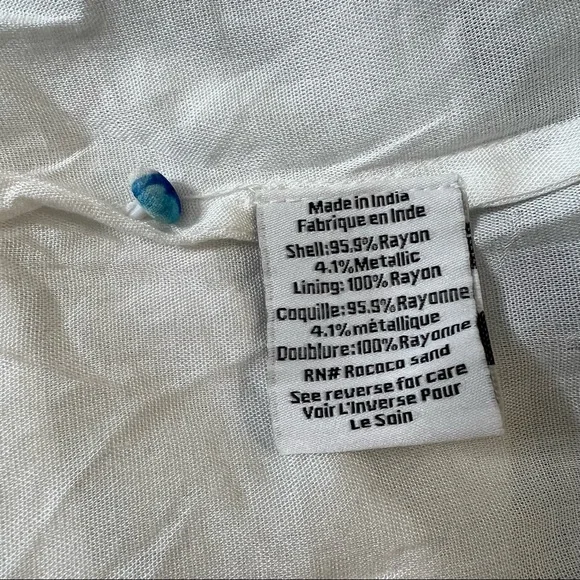 Made in India
Fabrique en Inde
Shell:95.9%Rayon
4.1%Metallic
Lining: 100% Rayon
Coquille:95.9%Rayonne
4.1%métallique
Doublure:100% Rayonne
RN# Rococo sand
See reverse for care
Voir L'Inverse Pour
Le Soin